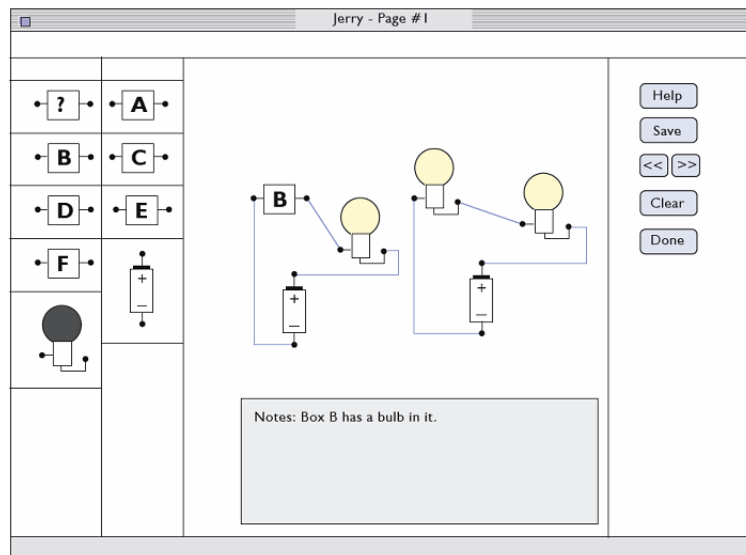 Jerry - Page #1
? A
B C
D E
F
+
−
B
+
−
+
−
Notes: Box B has a bulb in it.
Help
Save
<< >>
Clear
Done